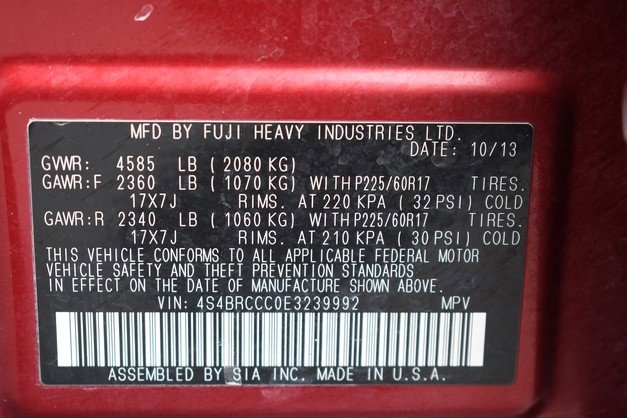 MFD BY FUJI HEAVY INDUSTRIES LTD.
DATE: 10/13
GVWR: 4585 LB ( 2080 KG)
GAWR:F 2360 LB ( 1070 KG) WITH P225/60R17 TIRES.
17X7J RIMS. AT 220 KPA ( 32 PSI) COLD
GAWR:R 2340 LB ( 1060 KG) WITH P225/60R17 TIRES.
17X7J RIMS. AT 210 KPA ( 30 PSI) COLD
THIS VEHICLE CONFORMS TO ALL APPLICABLE FEDERAL MOTOR
VEHICLE SAFETY AND THEFT PREVENTION STANDARDS
IN EFFECT ON THE DATE OF MANUFACTURE SHOWN ABOVE.
VIN: 4S4BRCCC0E3239992 MPV
ASSEMBLED BY SIA INC. MADE IN U.S.A.